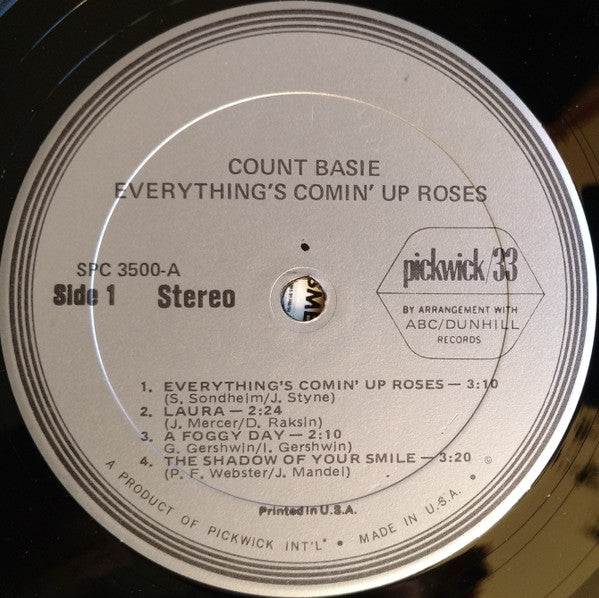 COUNT BASIE
EVERYTHING'S COMIN' UP ROSES
SPC 3500-A
Side 1 Stereo
pickwick/33
BY ARRANGEMENT WITH
ABC/DUNHILL
RECORDS
1. EVERYTHING'S COMIN' UP ROSES — 3:10
(S. Sondheim/J. Styne)
2. LAURA — 2:24
(J. Mercer/D. Raksin)
3. A FOGGY DAY — 2:10
G. Gershwin/I. Gershwin)
4. THE SHADOW OF YOUR SMILE — 3:20
(P. F. Webster/J. Mandel)
Printed in U.S.A.
A PRODUCT OF PICKWICK INT'L • MADE IN U.S.A. • ℗